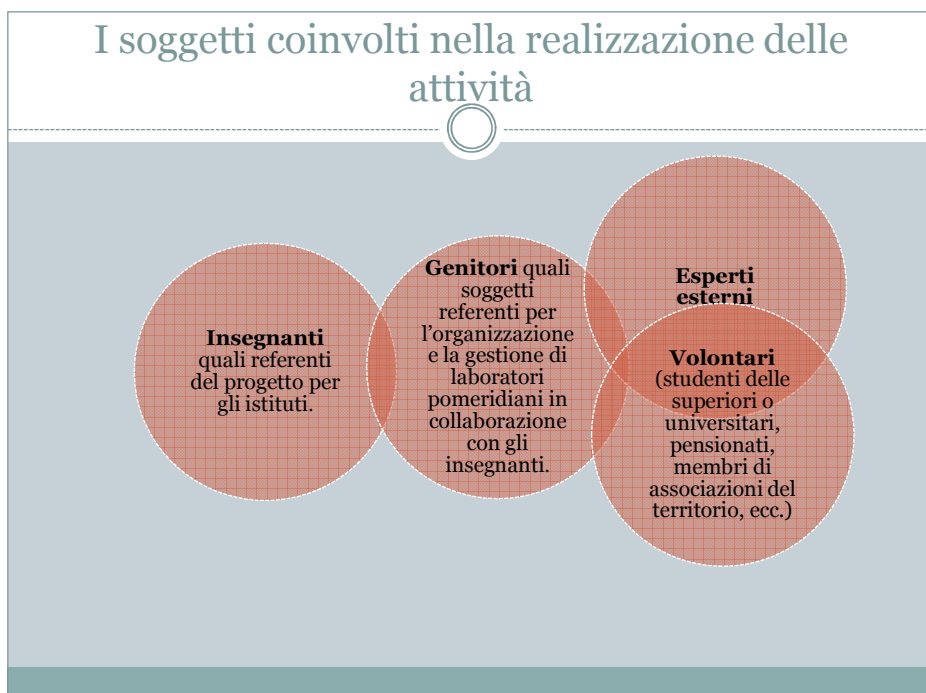 I soggetti coinvolti nella realizzazione delle
attività
Insegnanti
quali referenti
del progetto per
gli istituti.
Genitori quali
soggetti
referenti per
l’organizzazione
e la gestione di
laboratori
pomeridiani in
collaborazione
con gli
insegnanti.
Esperti
esterni
Volontari
(studenti delle
superiori o
universitari,
pensionati,
membri di
associazioni del
territorio, ecc.)